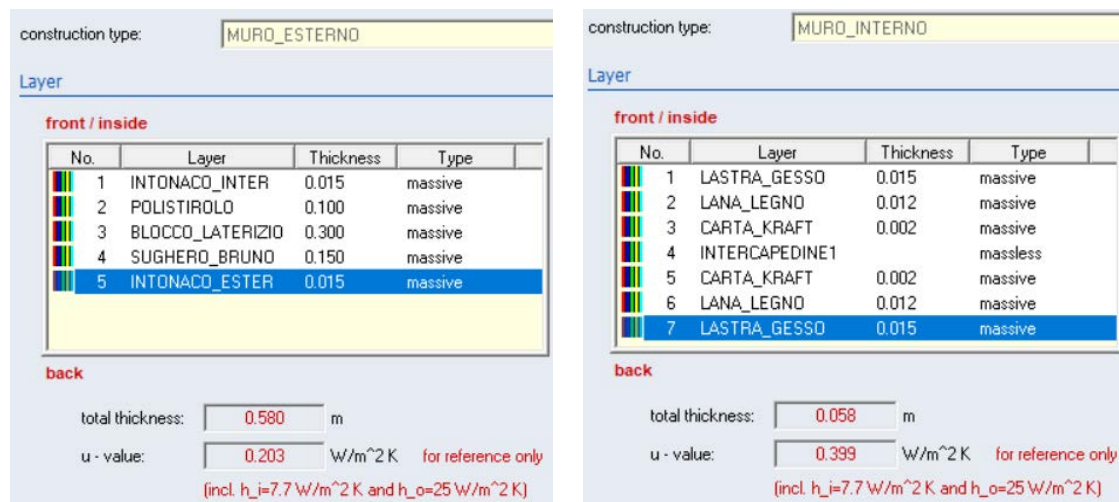 construction type: MURO_ESTERNO
Layer
front / inside
No. Layer Thickness Type
1 INTONACO_INTER 0.015 massive
2 POLISTIROLO 0.100 massive
3 BLOCCO_LATERIZIO 0.300 massive
4 SUGHERO_BRUNO 0.150 massive
5 INTONACO_ESTER 0.015 massive
back
total thickness: 0.580 m
u - value: 0.203 W/m^2 K for reference only
(incl. h_i=7.7 W/m^2 K and h_o=25 W/m^2 K)
construction type: MURO_INTERNO
Layer
front / inside
No. Layer Thickness Type
1 LASTRA_GESSO 0.015 massive
2 LANA_LEGNO 0.012 massive
3 CARTA_KRAFT 0.002 massive
4 INTERCAPEDINE1 massless
5 CARTA_KRAFT 0.002 massive
6 LANA_LEGNO 0.012 massive
7 LASTRA_GESSO 0.015 massive
back
total thickness: 0.058 m
u - value: 0.399 W/m^2 K for reference only
(incl. h_i=7.7 W/m^2 K and h_o=25 W/m^2 K)